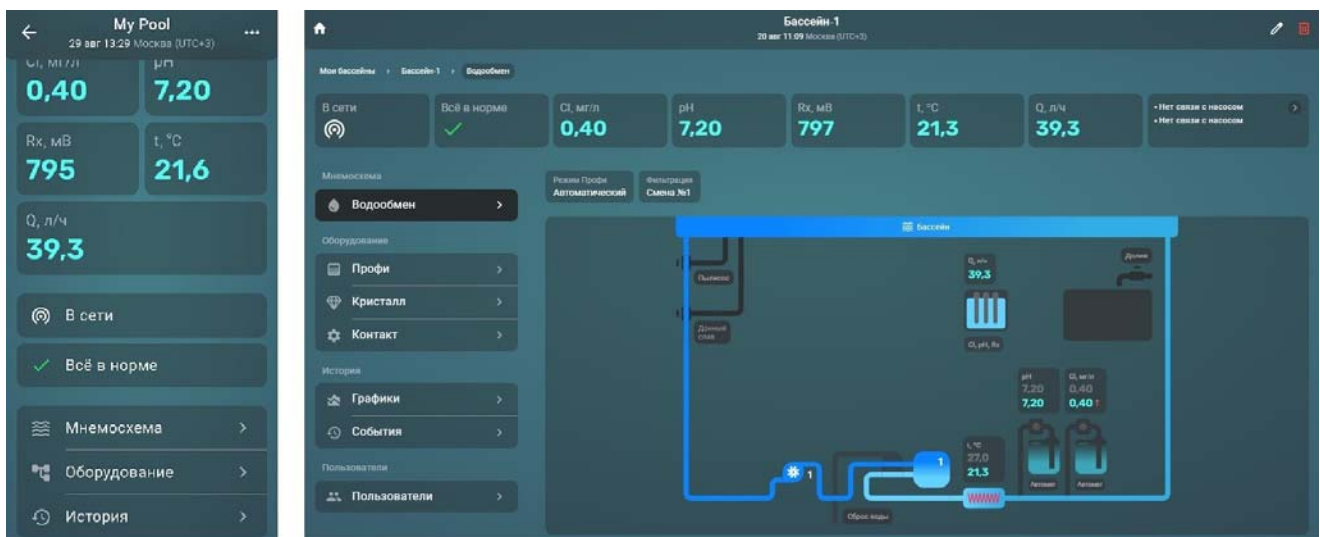 My Pool
29 авг 13:29 Москва (UTC+3)
Cl, мг/л
0,40
pH
7,20
Rx, мВ
795
t, °C
21,6
Q, л/ч
39,3
В сети
Всё в норме
Мнемосхема
Оборудование
История
Бассейн-1
20 авг 11:09 Москва (UTC+3)
Мои бассейны
Бассейн-1
Водообмен
В сети
Всё в норме
Cl, мг/л
0,40
pH
7,20
Rx, мВ
797
t, °C
21,3
Q, л/ч
39,3
• Нет связи с насосом
• Нет связи с насосом
Мнемосхема
Водообмен
Оборудование
Профи
Кристалл
Контакт
История
Графики
События
Пользователи
Пользователи
Режим Профи
Автоматический
Фильтрация
Смена №1
Бассейн
Пылесос
Донный
слив
Q, л/ч
39,3
Cl, pH, Rx
Долив
pH
7,20
7,20
Cl, мг/л
0,40
0,40 ↑
Автомат
Автомат
t, °C
27,0
21,3
1
1
Сброс воды